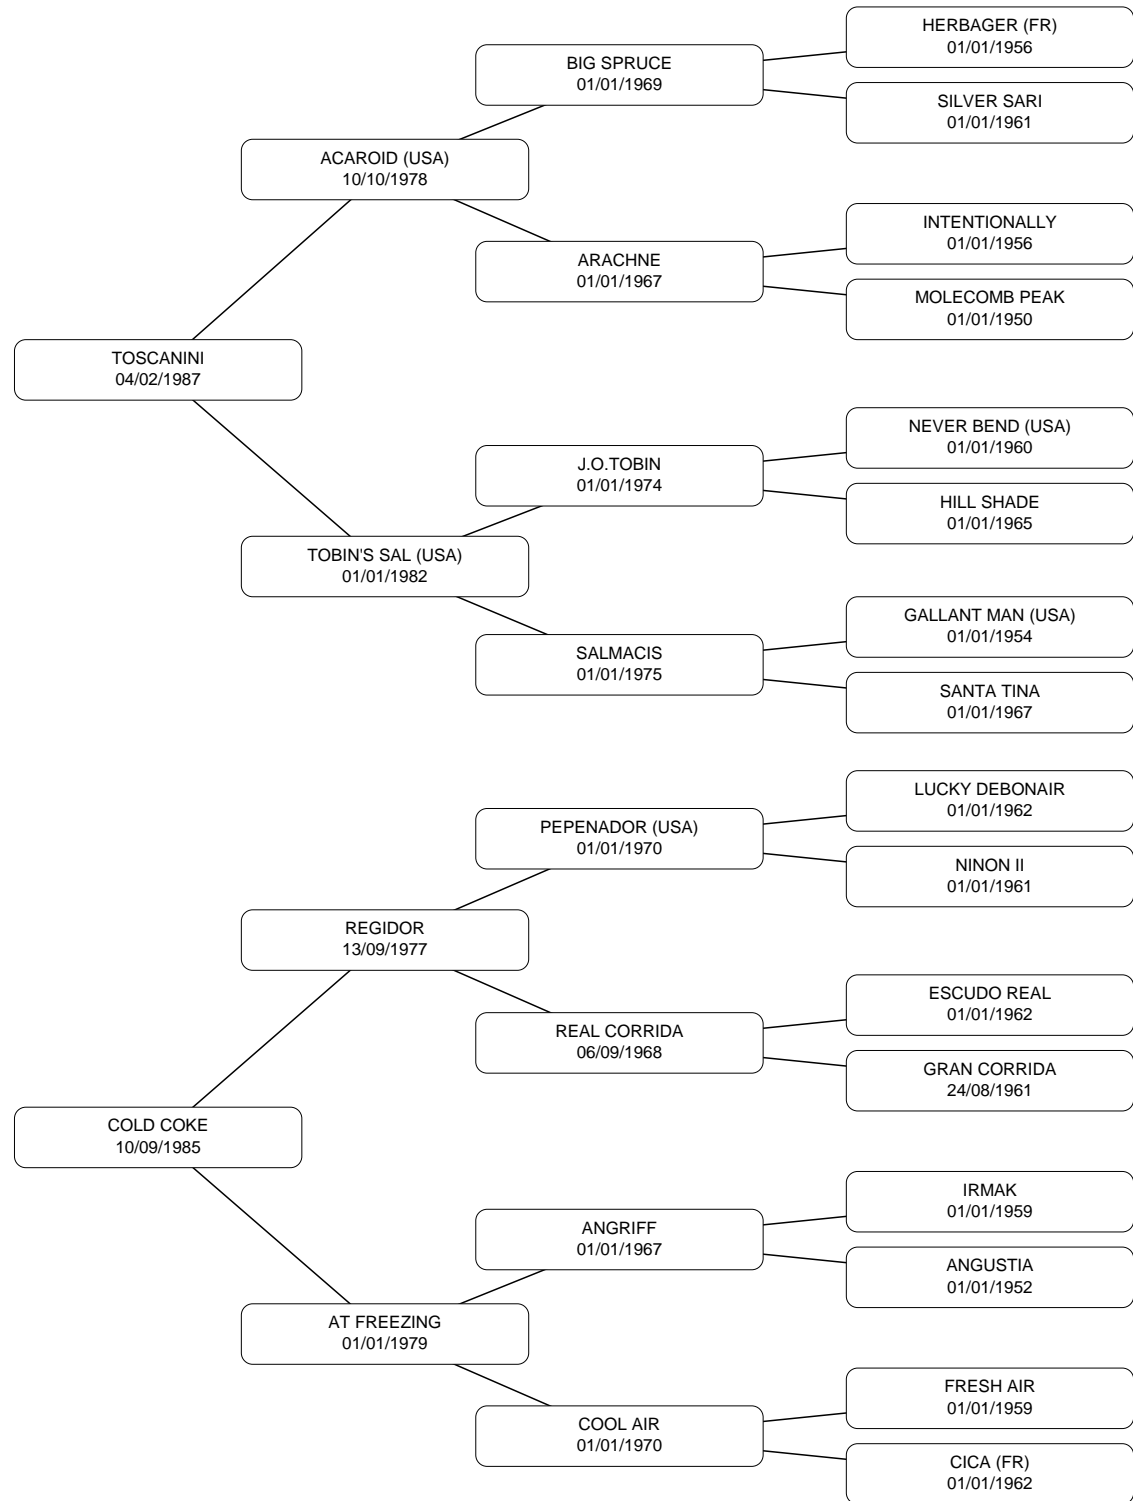 HERBAGER (FR)
01/01/1956
BIG SPRUCE
01/01/1969
SILVER SARI
01/01/1961
ACAROID (USA)
10/10/1978
INTENTIONALLY
01/01/1956
ARACHNE
01/01/1967
MOLECOMB PEAK
01/01/1950
TOSCANINI
04/02/1987
NEVER BEND (USA)
01/01/1960
J.O.TOBIN
01/01/1974
HILL SHADE
01/01/1965
TOBIN'S SAL (USA)
01/01/1982
GALLANT MAN (USA)
01/01/1954
SALMACIS
01/01/1975
SANTA TINA
01/01/1967
LUCKY DEBONAIR
01/01/1962
PEPENADOR (USA)
01/01/1970
NINON II
01/01/1961
REGIDOR
13/09/1977
ESCUDO REAL
01/01/1962
REAL CORRIDA
06/09/1968
GRAN CORRIDA
24/08/1961
COLD COKE
10/09/1985
IRMAK
01/01/1959
ANGRIFF
01/01/1967
ANGUSTIA
01/01/1952
AT FREEZING
01/01/1979
FRESH AIR
01/01/1959
COOL AIR
01/01/1970
CICA (FR)
01/01/1962